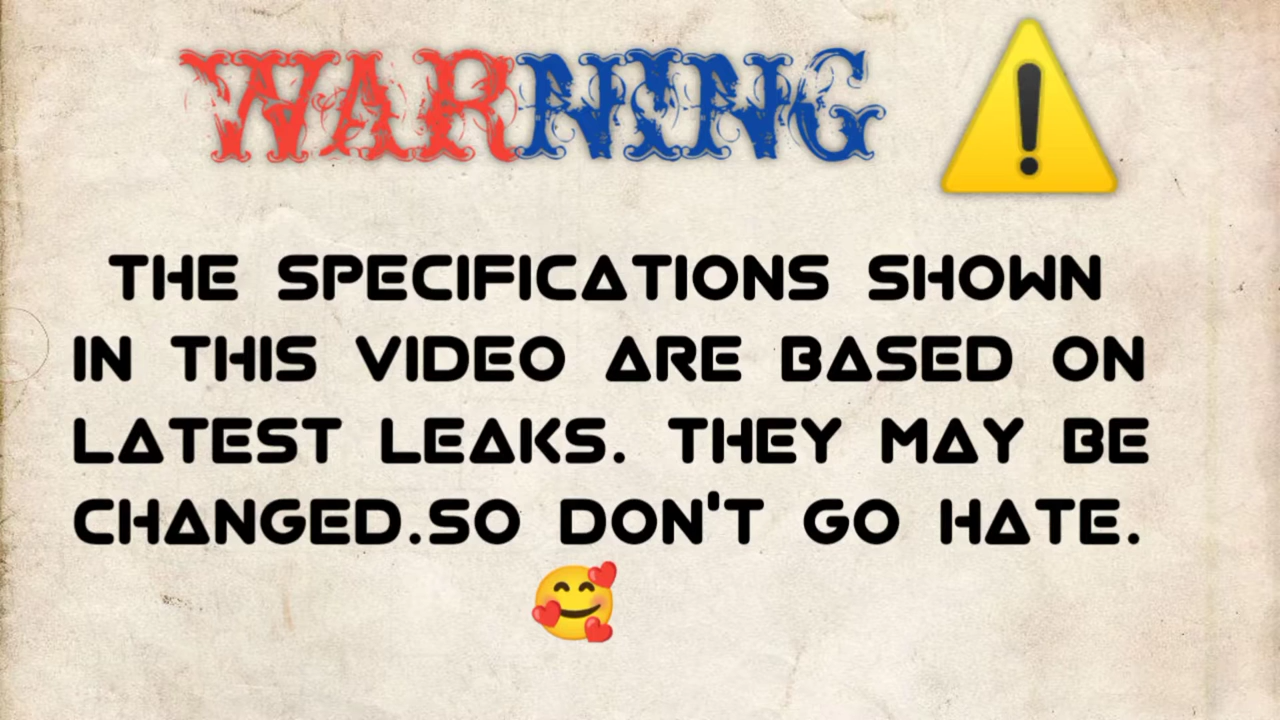 WARNING ⚠️
THE SPECIFICATIONS SHOWN
IN THIS VIDEO ARE BASED ON
LATEST LEAKS. THEY MAY BE
CHANGED.SO DON'T GO HATE.
🥰